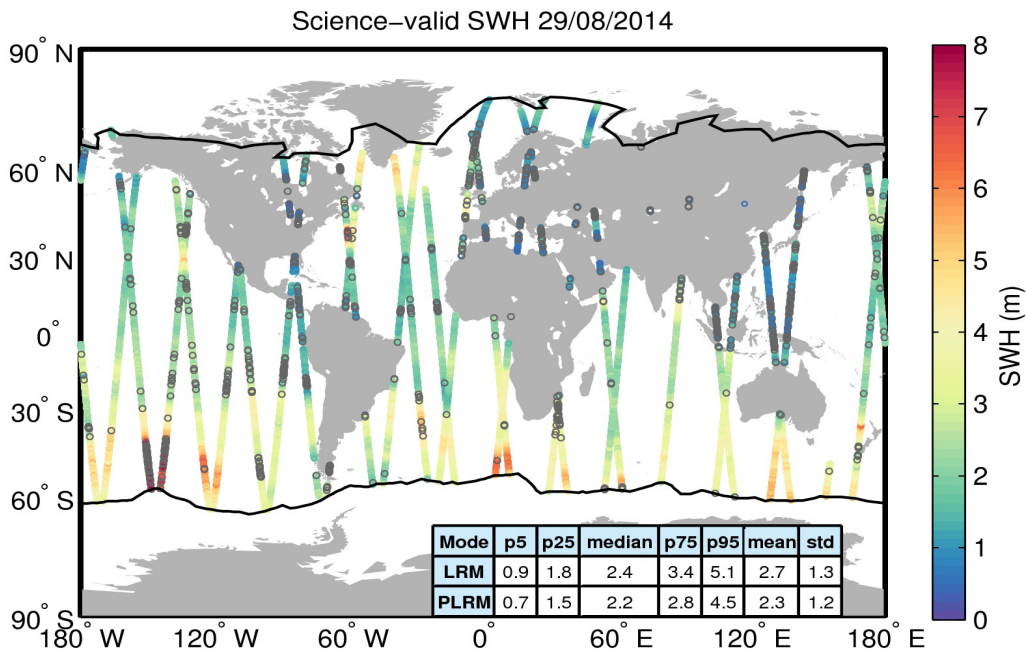 Science−valid SWH 29/08/2014
90° N
60° N
30° N
0°
30° S
60° S
90° S
180° W 120° W 60° W 0° 60° E 120° E 180° E
Mode p5 p25 median p75 p95 mean std
LRM 0.9 1.8 2.4 3.4 5.1 2.7 1.3
PLRM 0.7 1.5 2.2 2.8 4.5 2.3 1.2
8
7
6
5
4
3
2
1
0
SWH (m)